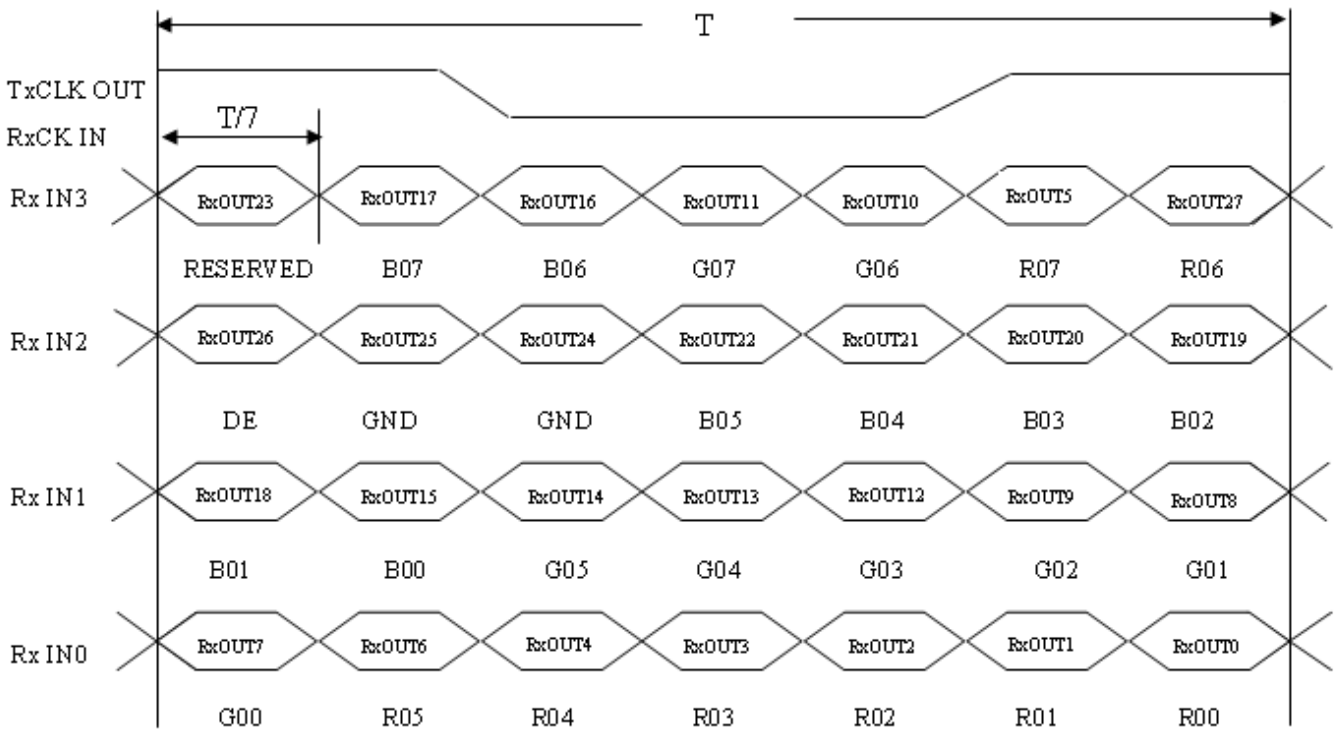 T
TxCLK OUT
T/7
RxCK IN
Rx IN3 RxOUT23 RxOUT17 RxOUT16 RxOUT11 RxOUT10 RxOUT5 RxOUT27
RESERVED B07 B06 G07 G06 R07 R06
Rx IN2 RxOUT26 RxOUT25 RxOUT24 RxOUT22 RxOUT21 RxOUT20 RxOUT19
DE GND GND B05 B04 B03 B02
Rx IN1 RxOUT18 RxOUT15 RxOUT14 RxOUT13 RxOUT12 RxOUT9 RxOUT8
B01 B00 G05 G04 G03 G02 G01
Rx IN0 RxOUT7 RxOUT6 RxOUT4 RxOUT3 RxOUT2 RxOUT1 RxOUT0
G00 R05 R04 R03 R02 R01 R00